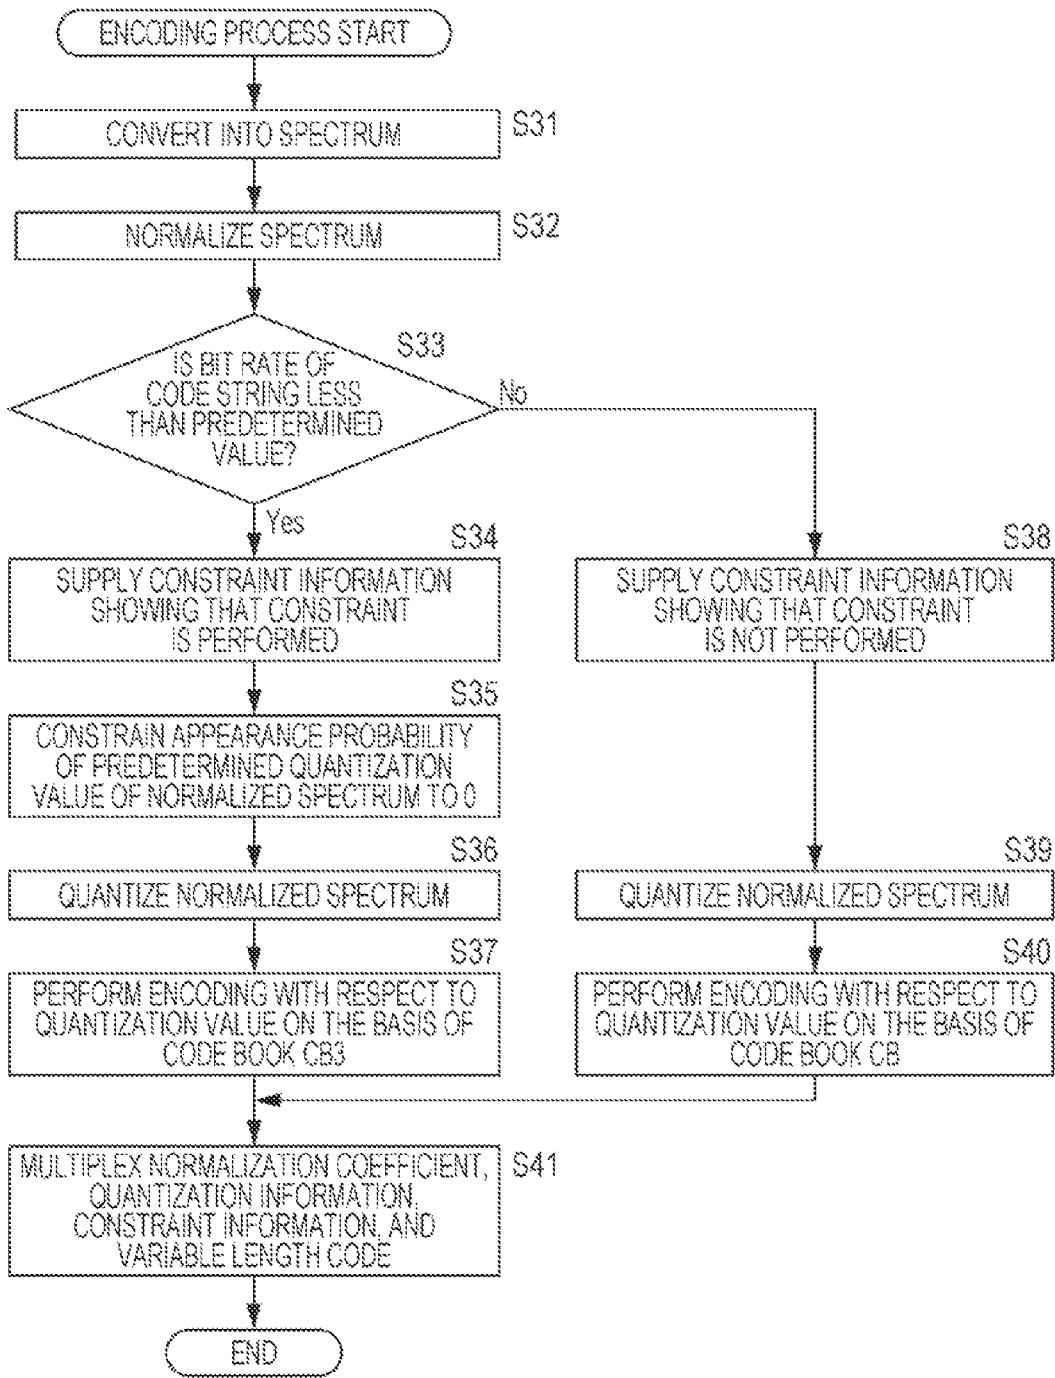 ENCODING PROCESS START
CONVERT INTO SPECTRUM
S31
NORMALIZE SPECTRUM
S32
S33
IS BIT RATE OF
CODE STRING LESS
THAN PREDETERMINED
VALUE?
No
Yes
S34
SUPPLY CONSTRAINT INFORMATION
SHOWING THAT CONSTRAINT
IS PERFORMED
S35
CONSTRAIN APPEARANCE PROBABILITY
OF PREDETERMINED QUANTIZATION
VALUE OF NORMALIZED SPECTRUM TO 0
S36
QUANTIZE NORMALIZED SPECTRUM
S37
PERFORM ENCODING WITH RESPECT TO
QUANTIZATION VALUE ON THE BASIS OF
CODE BOOK CB3
S38
SUPPLY CONSTRAINT INFORMATION
SHOWING THAT CONSTRAINT
IS NOT PERFORMED
S39
QUANTIZE NORMALIZED SPECTRUM
S40
PERFORM ENCODING WITH RESPECT TO
QUANTIZATION VALUE ON THE BASIS OF
CODE BOOK CB
MULTIPLEX NORMALIZATION COEFFICIENT,
QUANTIZATION INFORMATION,
CONSTRAINT INFORMATION, AND
VARIABLE LENGTH CODE
S41
END